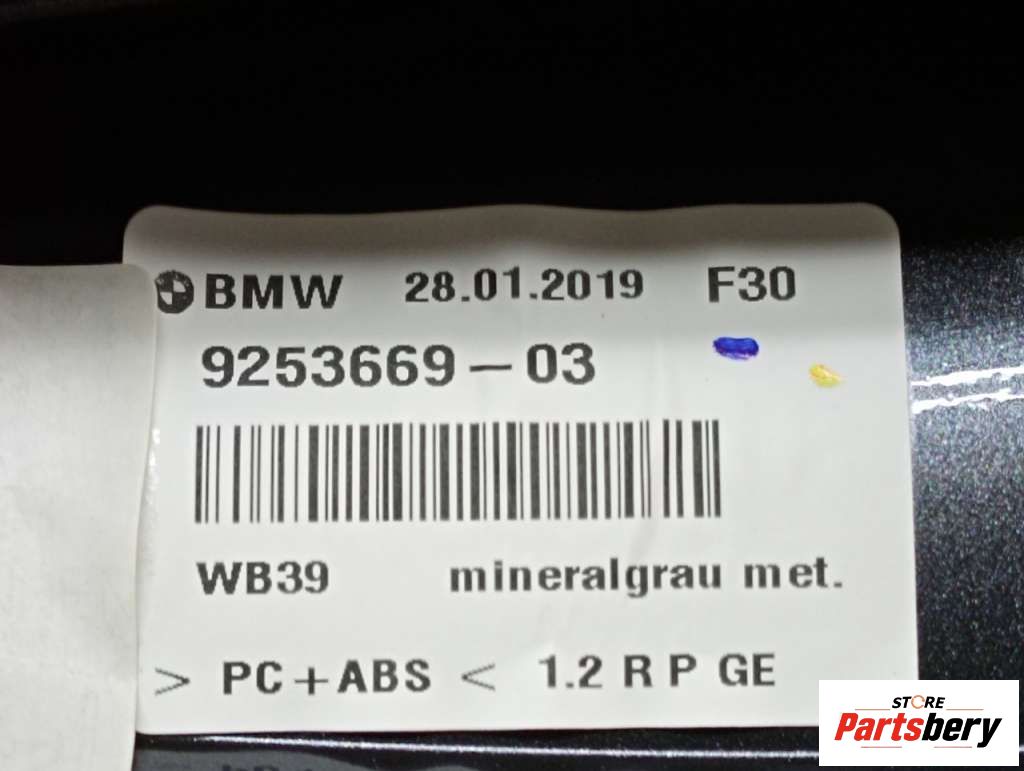 BMW 28.01.2019 F30
9253669-03
WB39 mineralgrau met.
> PC+ABS < 1.2 R P GE
STORE
Partsbery